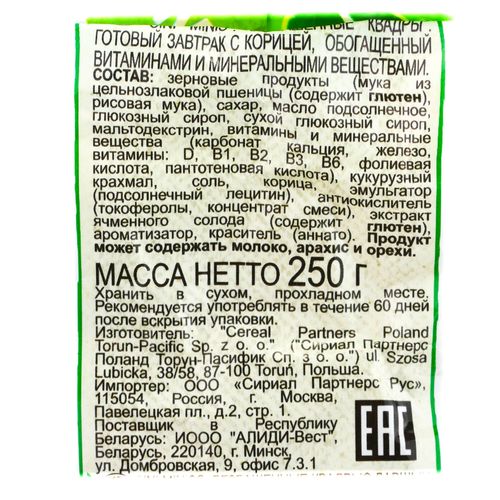 ГОТОВЫЙ ЗАВТРАК С КОРИЦЕЙ, ОБОГАЩЕННЫЙ
ВИТАМИНАМИ И МИНЕРАЛЬНЫМИ ВЕЩЕСТВАМИ.
СОСТАВ: зерновые продукты (мука из
цельнозлаковой пшеницы (содержит глютен),
рисовая мука), сахар, масло подсолнечное,
глюкозный сироп, сухой глюкозный сироп,
мальтодекстрин, витамины и минеральные
вещества (карбонат кальция, железо,
витамины: D, B1, B2, B3, B6, фолиевая
кислота, пантотеновая кислота), кукурузный
крахмал, соль, корица, эмульгатор
(подсолнечный лецитин), антиокислитель
(токоферолы, концентрат смеси), экстракт
ячменного солода (содержит глютен),
ароматизатор, краситель (аннато). Продукт
может содержать молоко, арахис и орехи.
МАССА НЕТТО 250 г
Хранить в сухом, прохладном месте.
Рекомендуется употреблять в течение 60 дней
после вскрытия упаковки.
Изготовитель: "Cereal Partners Poland
Torun-Pacific Sp. z o. o." ("Сириал Партнерс
Поланд Торун-Пасифик Сп. з о. о.") ul. Szosa
Lubicka, 38/58, 87-100 Toruń, Польша.
Импортер: ООО «Сириал Партнерс Рус»,
115054, Россия, г. Москва,
Павелецкая пл., д.2, стр. 1.
Поставщик в Республику
Беларусь: ИООО "АЛИДИ-Вест",
Беларусь, 220140, г. Минск,
ул. Домбровская, 9, офис 7.3.1
EAC